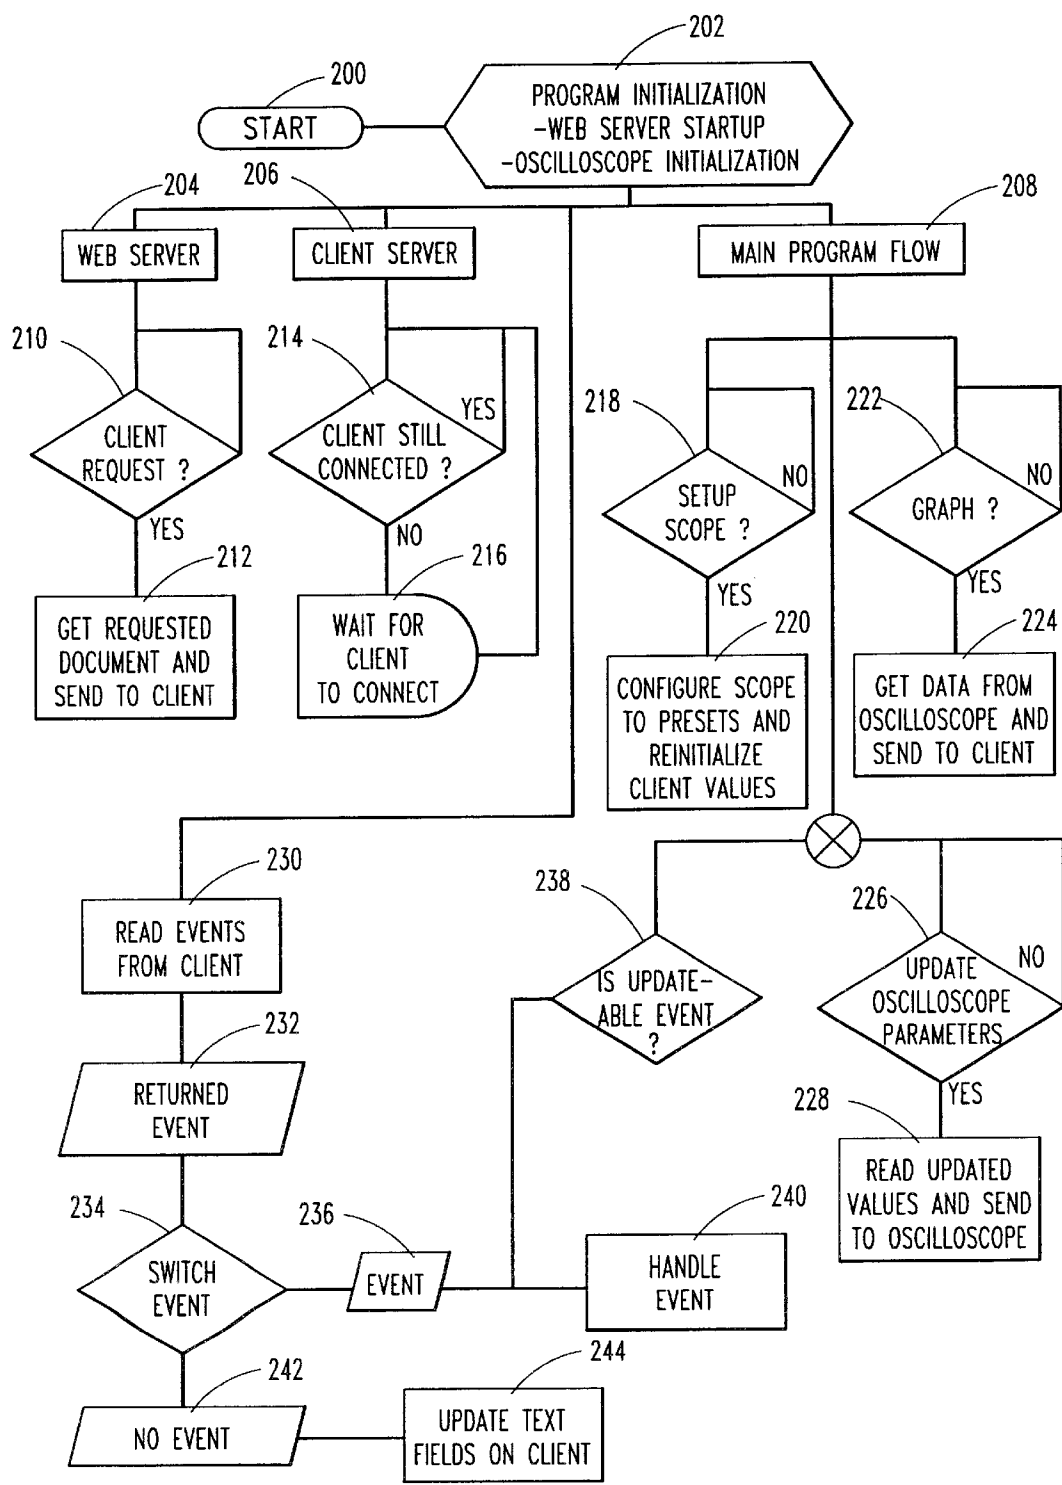 202
200
START
PROGRAM INITIALIZATION
-WEB SERVER STARTUP
-OSCILLOSCOPE INITIALIZATION
204
206
208
WEB SERVER
CLIENT SERVER
MAIN PROGRAM FLOW
210
CLIENT
REQUEST ?
YES
212
GET REQUESTED
DOCUMENT AND
SEND TO CLIENT
214
YES
CLIENT STILL
CONNECTED ?
NO
216
WAIT FOR
CLIENT
TO CONNECT
218
NO
SETUP
SCOPE ?
YES
220
CONFIGURE SCOPE
TO PRESETS AND
REINITIALIZE
CLIENT VALUES
222
NO
GRAPH ?
YES
224
GET DATA FROM
OSCILLOSCOPE AND
SEND TO CLIENT
230
READ EVENTS
FROM CLIENT
232
RETURNED
EVENT
234
SWITCH
EVENT
236
EVENT
238
IS UPDATE-
ABLE EVENT
?
226
NO
UPDATE
OSCILLOSCOPE
PARAMETERS
YES
228
READ UPDATED
VALUES AND SEND
TO OSCILLOSCOPE
240
HANDLE
EVENT
242
NO EVENT
244
UPDATE TEXT
FIELDS ON CLIENT